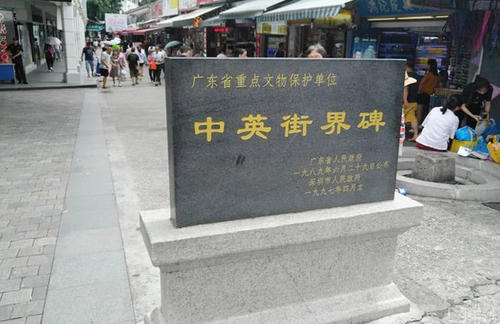 广东省重点文物保护单位
中英街界碑
广东省人民政府
一九八九年六月二十九日公布
深圳市人民政府
一九九七年四月立